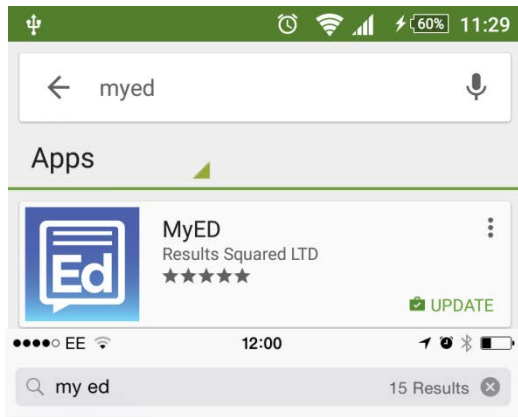 60% 11:29
myed
Apps
Ed
MyED
Results Squared LTD
UPDATE
EE 12:00
my ed 15 Results